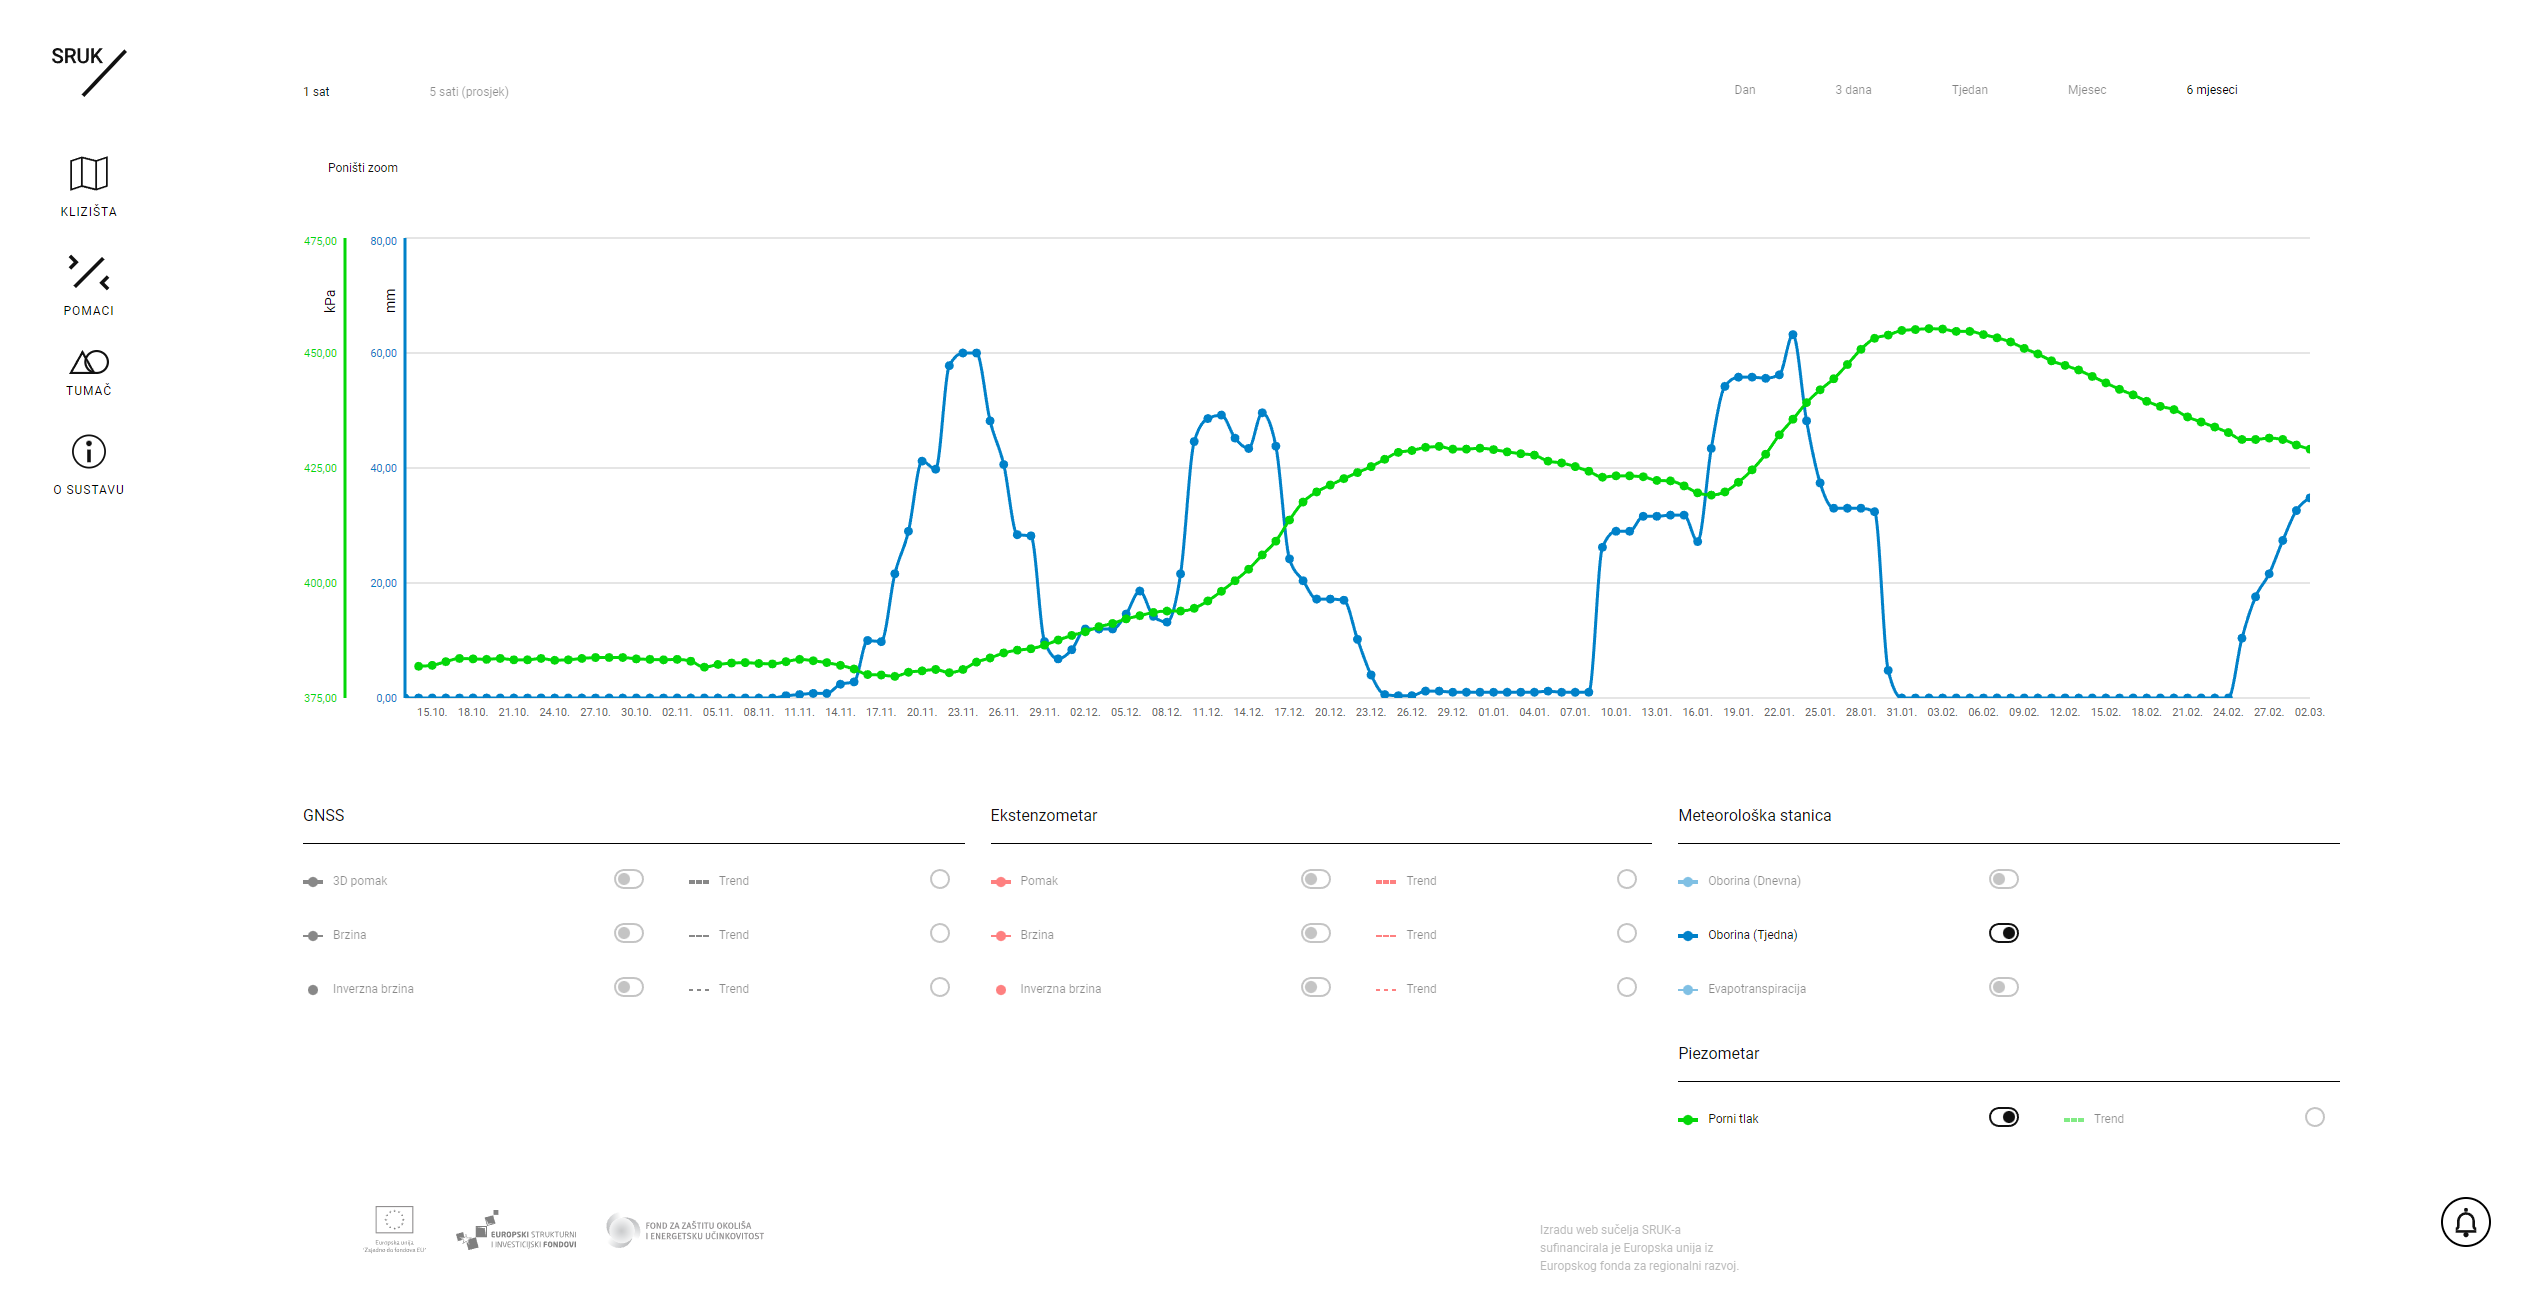 SRUK
1 sat
5 sati (prosjek)
Dan
3 dana
Tjedan
Mjesec
6 mjeseci
KLIZIŠTA
POMACI
TUMAČ
O SUSTAVU
Poništi zoom
475,00
450,00
425,00
400,00
375,00
kPa
80,00
60,00
40,00
20,00
0,00
mm
15.10. 18.10. 21.10. 24.10. 27.10. 30.10. 02.11. 05.11. 08.11. 11.11. 14.11. 17.11. 20.11. 23.11. 26.11. 29.11. 02.12. 05.12. 08.12. 11.12. 14.12. 17.12. 20.12. 23.12. 26.12. 29.12. 01.01. 04.01. 07.01. 10.01. 13.01. 16.01. 19.01. 22.01. 25.01. 28.01. 31.01. 03.02. 06.02. 09.02. 12.02. 15.02. 18.02. 21.02. 24.02. 27.02. 02.03.
GNSS
3D pomak
Trend
Brzina
Trend
Inverzna brzina
Trend
Ekstenzometar
Pomak
Trend
Brzina
Trend
Inverzna brzina
Trend
Meteorološka stanica
Oborina (Dnevna)
Oborina (Tjedna)
Evapotranspiracija
Piezometar
Porni tlak
Trend
Europska unija
"Zajedno do fondova EU"
EUROPSKI STRUKTURNI
I INVESTICIJSKI FONDOVI
FOND ZA ZAŠTITU OKOLIŠA
I ENERGETSKU UČINKOVITOST
Izradu web sučelja SRUK-a
sufinancirala je Europska unija iz
Europskog fonda za regionalni razvoj.